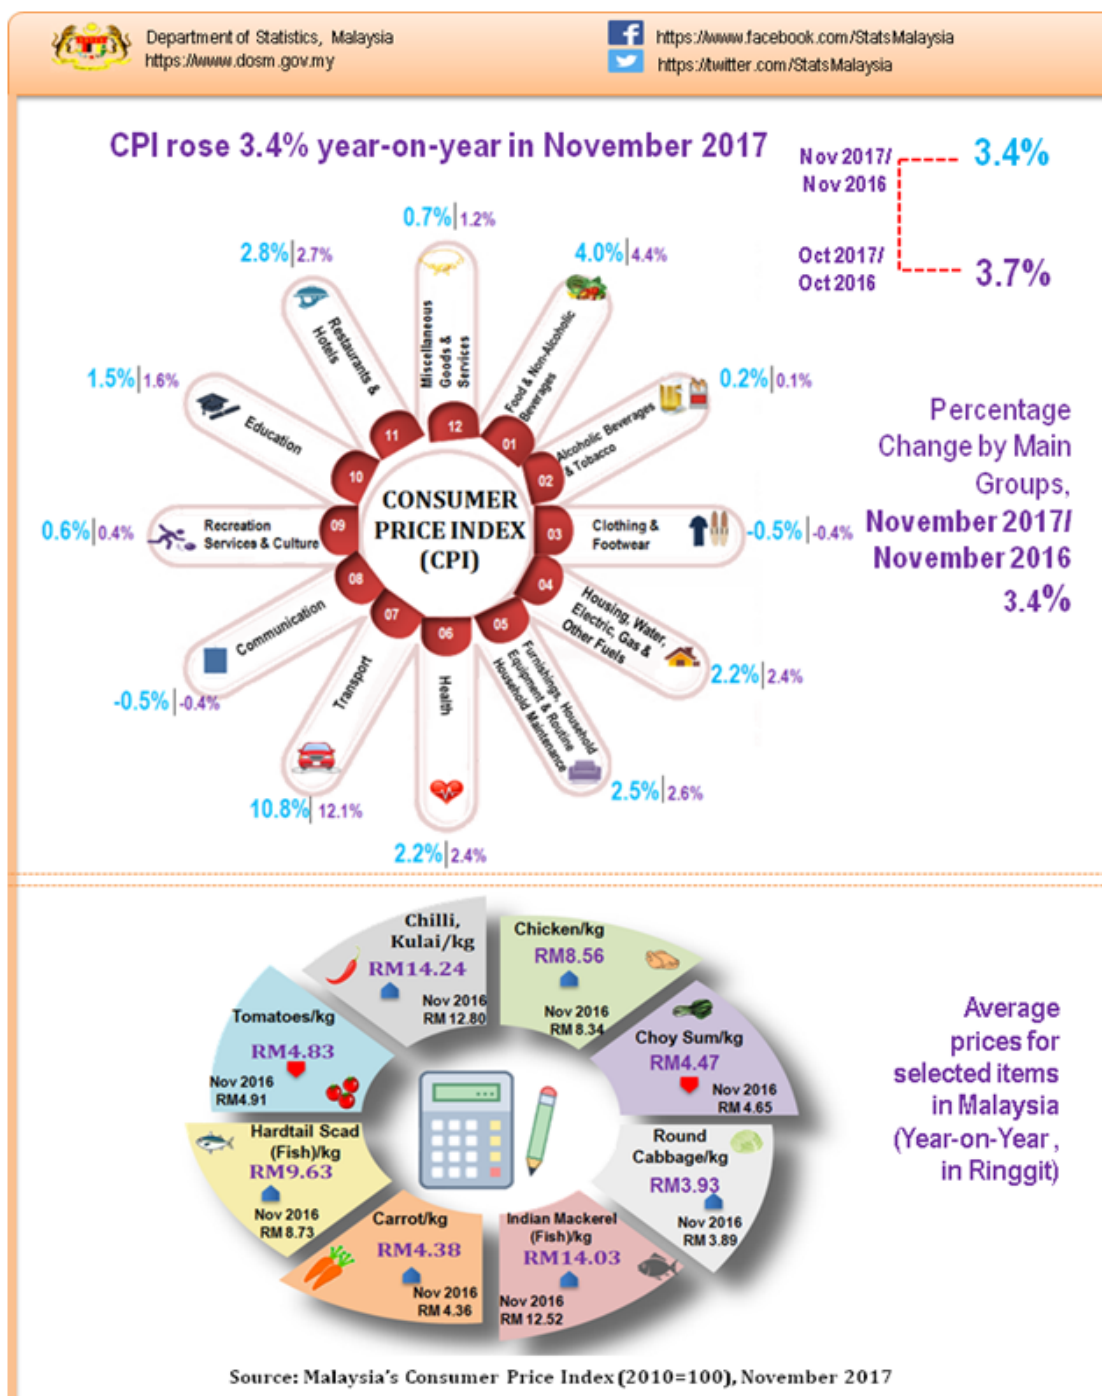 Department of Statistics, Malaysia
https://www.dosm.gov.my
https://www.facebook.com/StatsMalaysia
https://twitter.com/StatsMalaysia
CPI rose 3.4% year-on-year in November 2017
Nov 2017/
Nov 2016
3.4%
Oct 2017/
Oct 2016
3.7%
Percentage
Change by Main
Groups,
November 2017/
November 2016
3.4%
CONSUMER
PRICE INDEX
(CPI)
01
Food & Non-Alcoholic
Beverages
4.0%|4.4%
02
Alcoholic Beverages
& Tobacco
0.2%|0.1%
03
Clothing &
Footwear
-0.5%|-0.4%
04
Housing, Water,
Electric, Gas &
Other Fuels
2.2%|2.4%
05
Furnishings, Household
Equipment & Routine
Household Maintenance
2.5%|2.6%
06
Health
2.2%|2.4%
07
Transport
10.8%|12.1%
08
Communication
-0.5%|-0.4%
09
Recreation
Services & Culture
0.6%|0.4%
10
Education
1.5%|1.6%
11
Restaurants &
Hotels
2.8%|2.7%
12
Miscellaneous
Goods &
Services
0.7%|1.2%
Chilli,
Kulai/kg
RM14.24
Nov 2016
RM 12.80
Chicken/kg
RM8.56
Nov 2016
RM 8.34
Choy Sum/kg
RM4.47
Nov 2016
RM 4.65
Round
Cabbage/kg
RM3.93
Nov 2016
RM 3.89
Indian Mackerel
(Fish)/kg
RM14.03
Nov 2016
RM 12.52
Carrot/kg
RM4.38
Nov 2016
RM 4.36
Hardtail Scad
(Fish)/kg
RM9.63
Nov 2016
RM 8.73
Tomatoes/kg
RM4.83
Nov 2016
RM4.91
Average
prices for
selected items
in Malaysia
(Year-on-Year ,
in Ringgit)
Source: Malaysia's Consumer Price Index (2010=100), November 2017